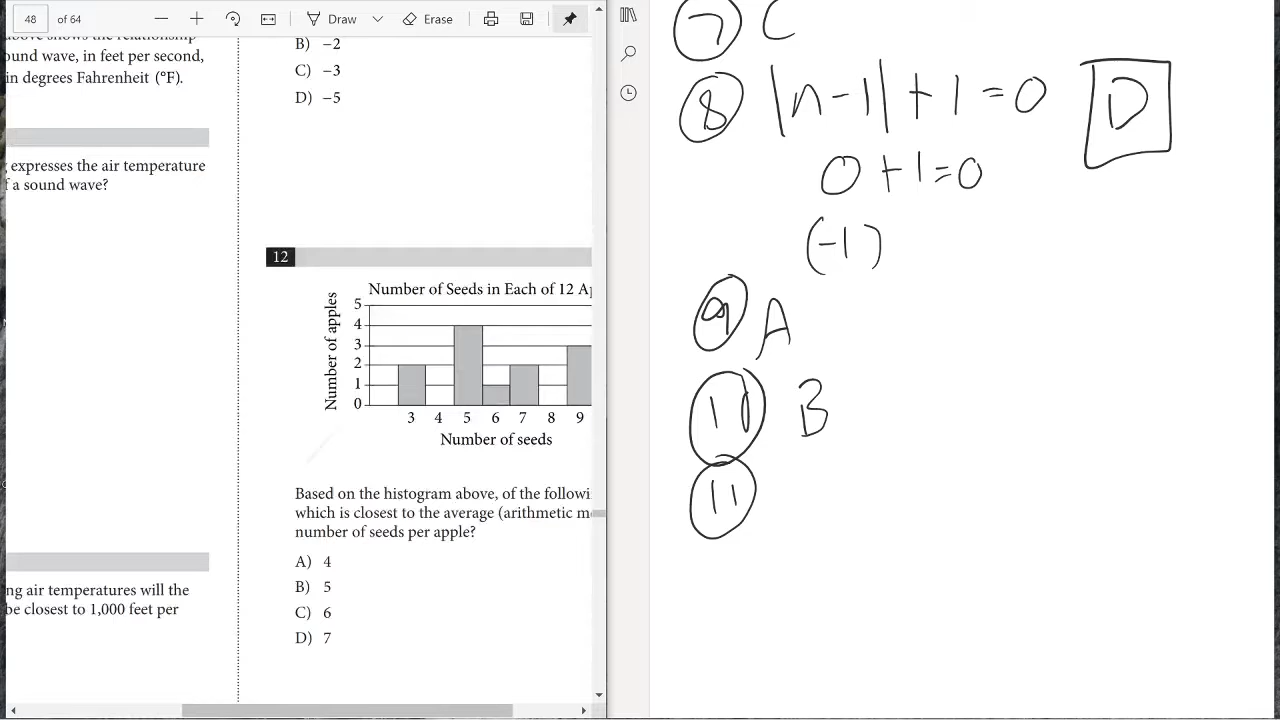 48 of 64
Draw
Erase
ound wave, in feet per second,
in degrees Fahrenheit (°F).
expresses the air temperature
f a sound wave?
ng air temperatures will the
be closest to 1,000 feet per
B) −2
C) −3
D) −5
12
Number of Seeds in Each of 12 Ap
Number of apples
5
4
3
2
1
0
3 4 5 6 7 8 9
Number of seeds
Based on the histogram above, of the followi
which is closest to the average (arithmetic m
number of seeds per apple?
A) 4
B) 5
C) 6
D) 7
7 C
8 |n-1| + 1 = 0 D
0 + 1 = 0
(-1)
9 A
10 B
11